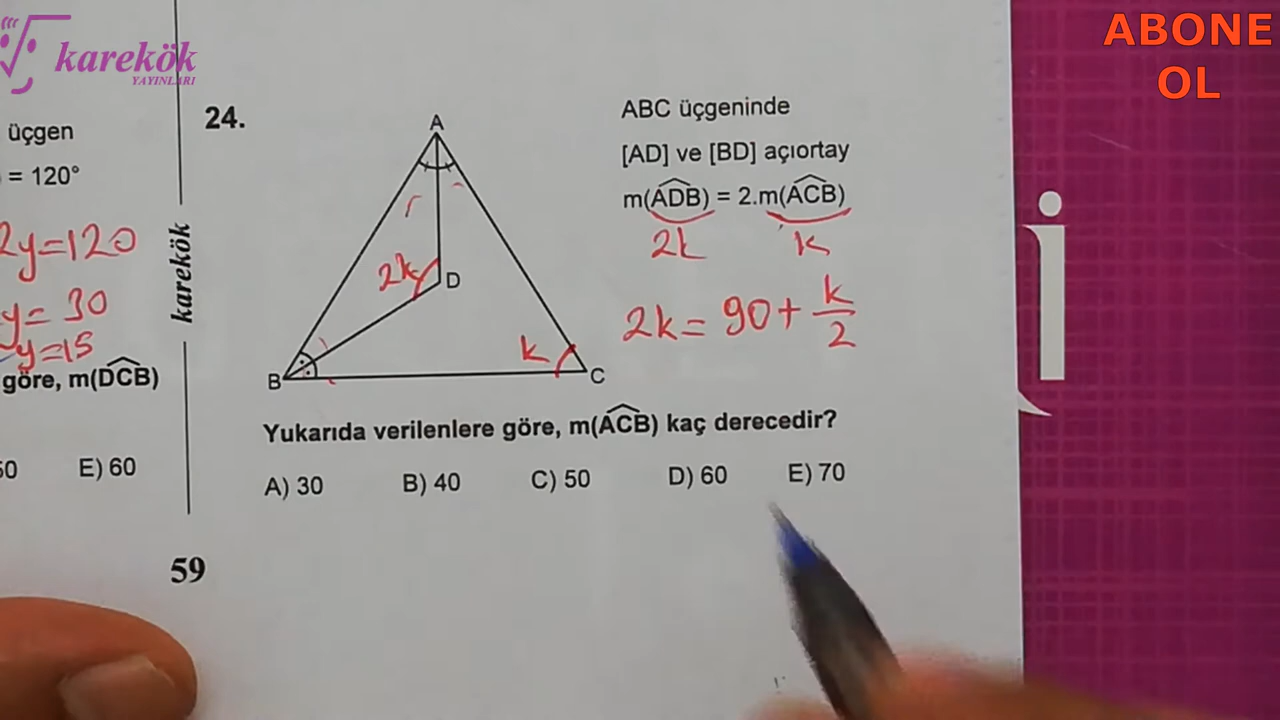 karekök
YAYINLARI
ABONE
OL
üçgen
= 120°
2y=120
y= 30
y=15
göre, m(DCB)
E) 60
karekök
59
24.
A
2k
D
B
k
C
ABC üçgeninde
[AD] ve [BD] açıortay
m(ADB) = 2.m(ACB)
2k k
2k= 90+ k/2
Yukarıda verilenlere göre, m(ACB) kaç derecedir?
A) 30 B) 40 C) 50 D) 60 E) 70